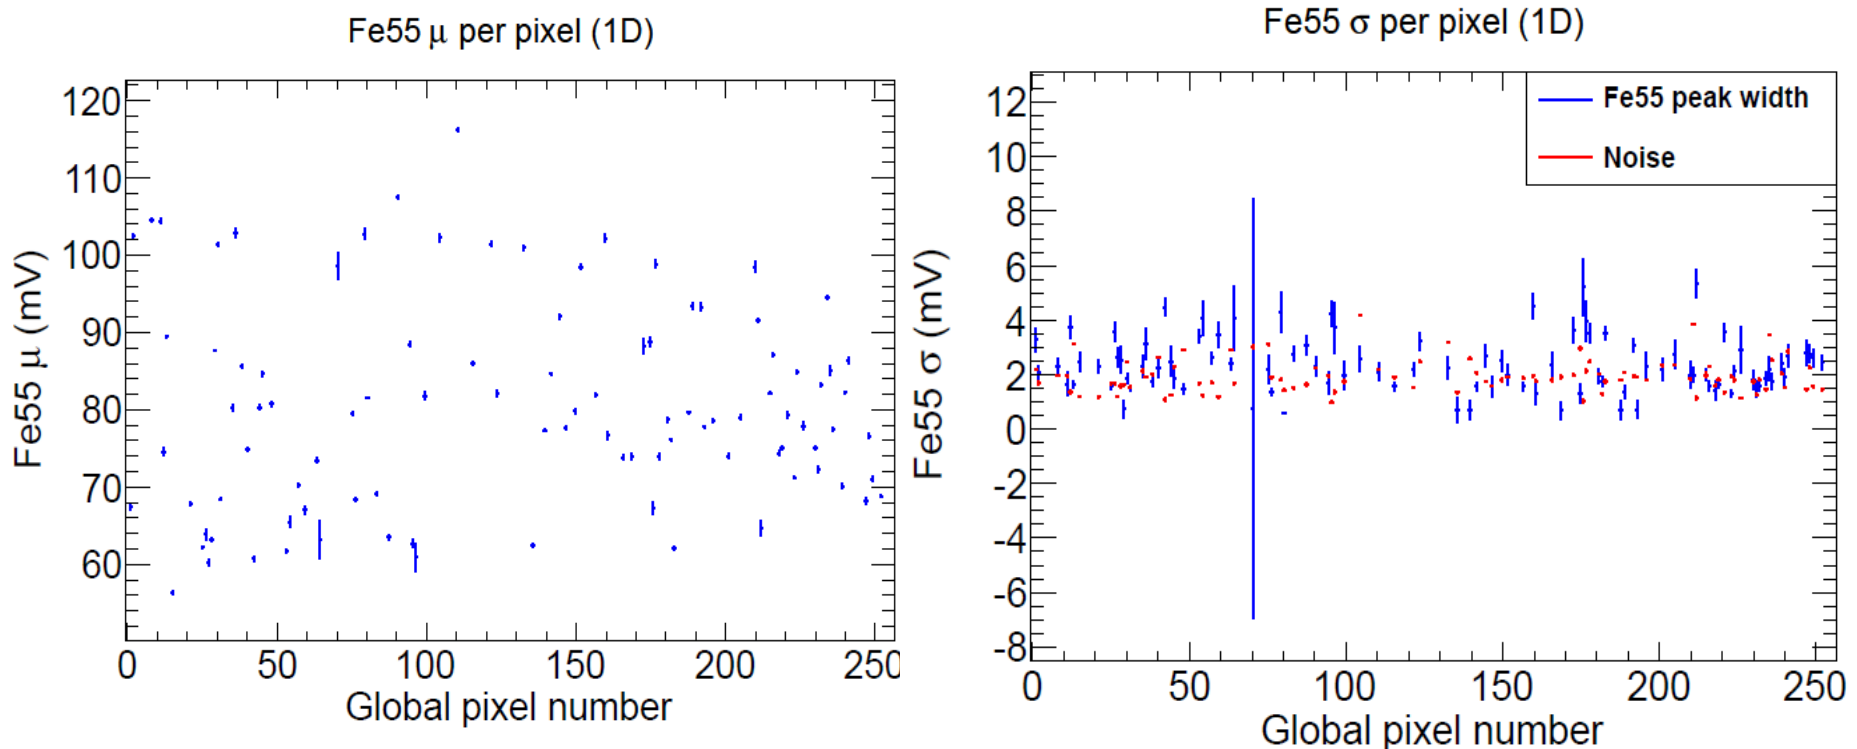 Fe55 μ per pixel (1D)
Fe55 μ (mV)
120
110
100
90
80
70
60
0 50 100 150 200 250
Global pixel number
Fe55 σ per pixel (1D)
Fe55 σ (mV)
12
10
8
6
4
2
0
-2
-4
-6
-8
Fe55 peak width
Noise
0 50 100 150 200 250
Global pixel number